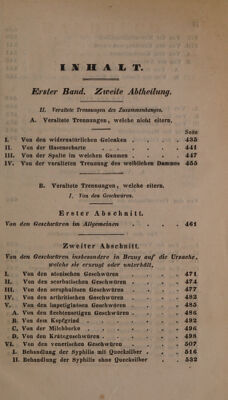 INHALT.
Erster Band. Zweite Abtheilung.
II. Veraltete Trennungen des Zusammenhanges.
A. Veraltete Trennungen, welche nicht eitern.
Seite
I. Von den widernatürlichen Gelenken . . . . . 435
II. Von der Hasenscharte . . . . . 441
III. Von der Spalte im weichen Gaumen . . . . . 447
IV. Von der veralteten Trennung des weiblichen Dammes 455
B. Veraltete Trennungen, welche eitern.
I. Von den Geschwüren.
Erster Abschnitt.
Von den Geschwüren im Allgemeinen . . . . . 461
Zweiter Abschnitt.
Von den Geschwüren insbesondere in Bezug auf die Ursache,
welche sie erzeugt oder unterhält.
I. Von den atonischen Geschwüren . . . . . 471
II. Von den scorbutischen Geschwüren . . . . . 474
III. Von den scrophulösen Geschwüren . . . . . 477
IV. Von den arthritischen Geschwüren . . . . . 483
V. Von den impetiginösen Geschwüren . . . . . 485
A. Von den flechtenartigen Geschwüren . . . . . 486
B. Von dem Kopfgrind . . . . . 492
C. Von der Milchborke . . . . . 496
D. Von den Krätzgeschwüren . . . . . 498
VI. Von den venerischen Geschwüren . . . . . 507
I. Behandlung der Syphilis mit Quecksilber . . . . . 516
II. Behandlung der Syphilis ohne Quecksilber . . . . . 532